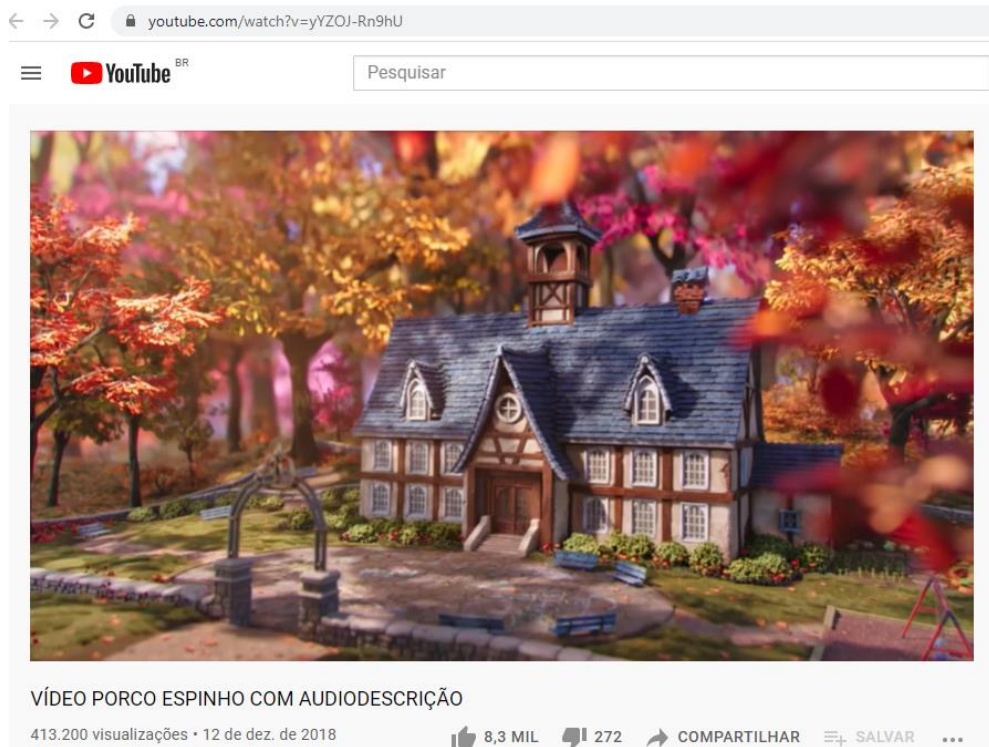 youtube.com/watch?v=yYZOJ-Rn9hU
YouTube BR
Pesquisar
VÍDEO PORCO ESPINHO COM AUDIODESCRIÇÃO
413.200 visualizações • 12 de dez. de 2018 8,3 MIL 272 COMPARTILHAR SALVAR